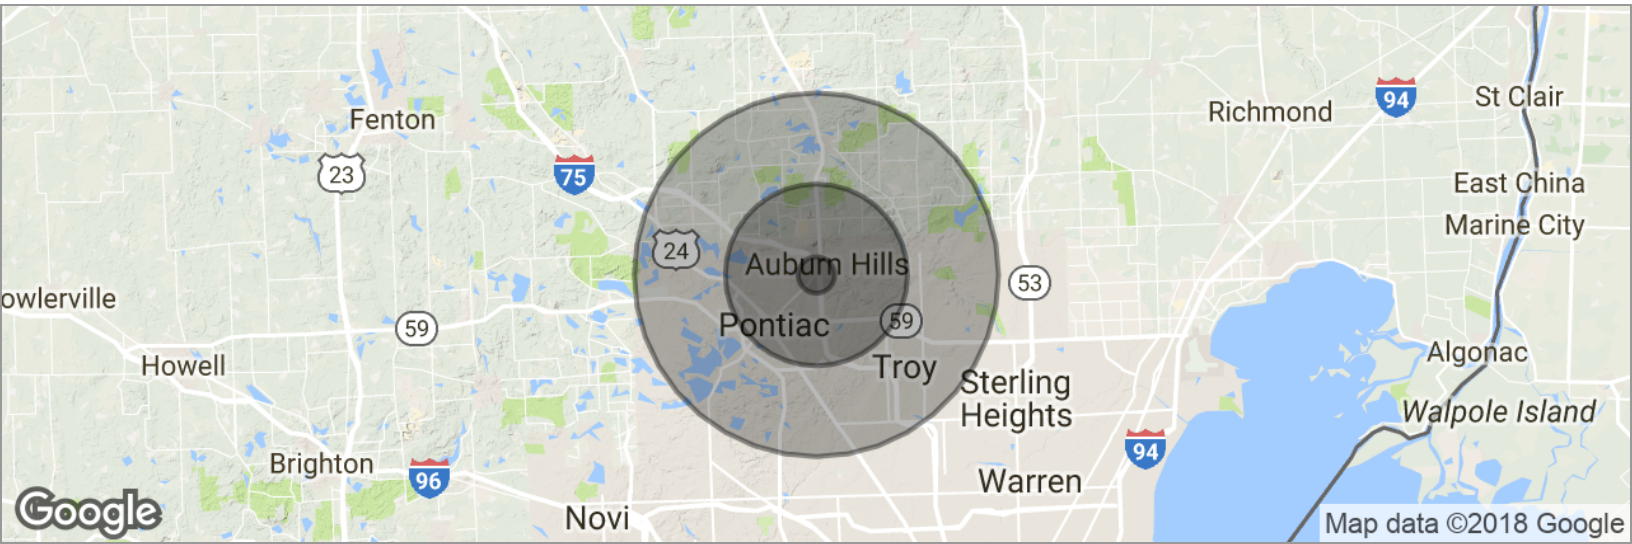 Fenton
23
75
Richmond
94
St Clair
East China
Marine City
24
Auburn Hills
53
owlerville
59
Pontiac
59
Howell
Troy
Algonac
Sterling
Heights
Walpole Island
Brighton
96
94
Warren
Google
Novi
Map data ©2018 Google